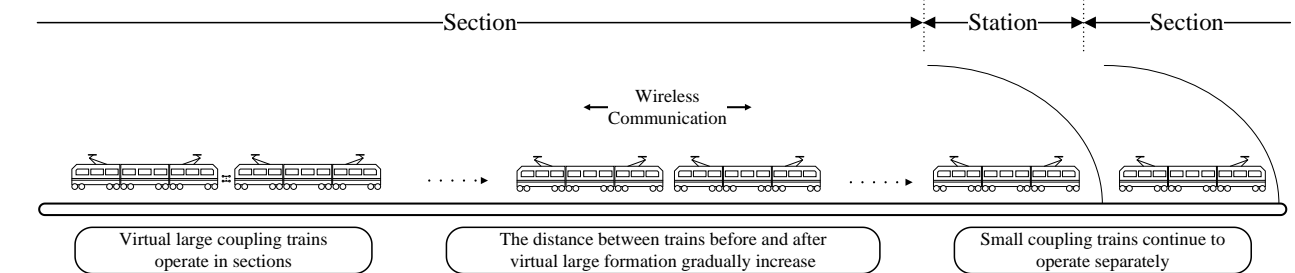 Section
Station
Section
Wireless
Communication
Virtual large coupling trains
operate in sections
The distance between trains before and after
virtual large formation gradually increase
Small coupling trains continue to
operate separately